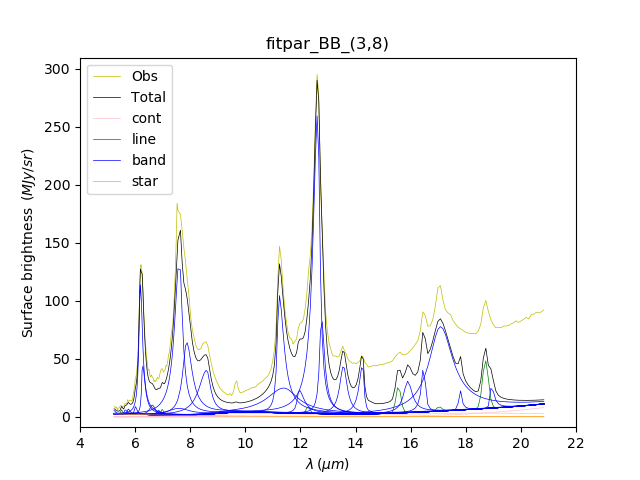 fitpar_BB_(3,8)
Surface brightness (MJy/sr)
300
250
200
150
100
50
0
Obs
Total
cont
line
band
star
4 6 8 10 12 14 16 18 20 22
λ (μm)